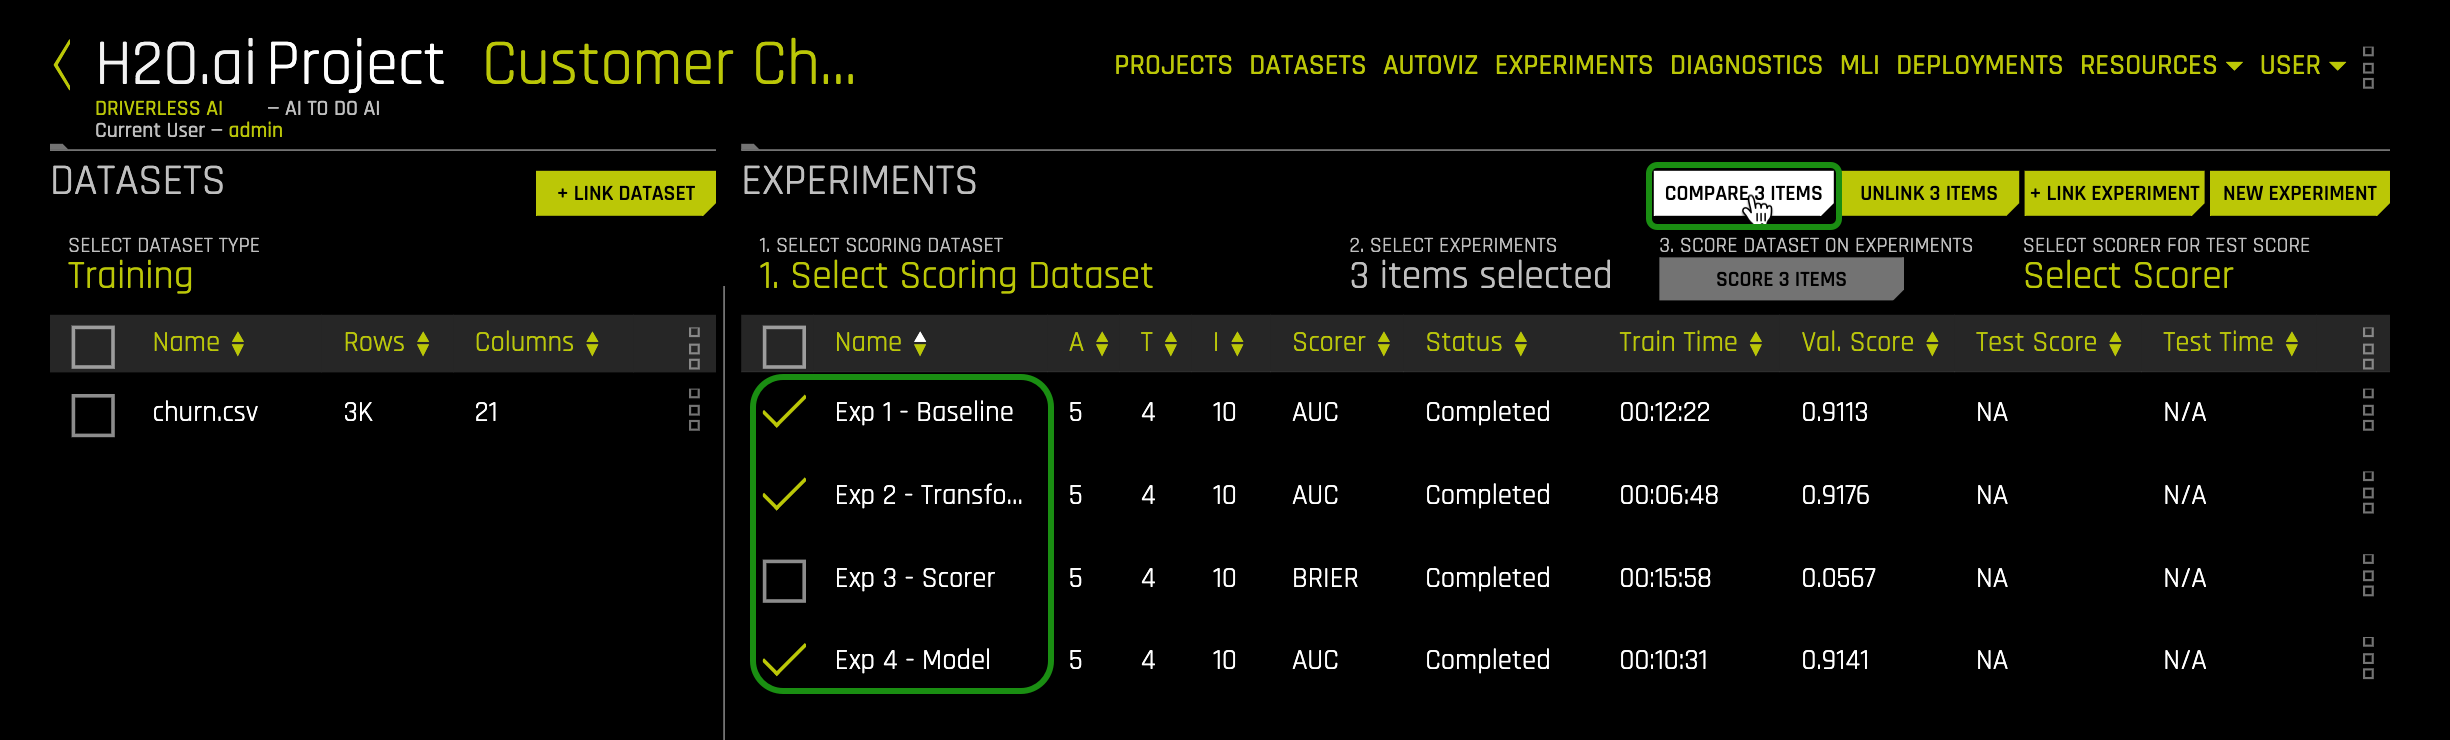 H2O.ai Project Customer Ch...
DRIVERLESS AI — AI TO DO AI
Current User — admin
PROJECTS DATASETS AUTOVIZ EXPERIMENTS DIAGNOSTICS MLI DEPLOYMENTS RESOURCES USER
DATASETS
+ LINK DATASET
SELECT DATASET TYPE
Training
Name Rows Columns
churn.csv 3K 21
EXPERIMENTS
COMPARE 3 ITEMS UNLINK 3 ITEMS + LINK EXPERIMENT NEW EXPERIMENT
1. SELECT SCORING DATASET 2. SELECT EXPERIMENTS 3. SCORE DATASET ON EXPERIMENTS SELECT SCORER FOR TEST SCORE
1. Select Scoring Dataset 3 items selected SCORE 3 ITEMS Select Scorer
Name A T I Scorer Status Train Time Val. Score Test Score Test Time
Exp 1 - Baseline 5 4 10 AUC Completed 00:12:22 0.9113 NA N/A
Exp 2 - Transfo... 5 4 10 AUC Completed 00:06:48 0.9176 NA N/A
Exp 3 - Scorer 5 4 10 BRIER Completed 00:15:58 0.0567 NA N/A
Exp 4 - Model 5 4 10 AUC Completed 00:10:31 0.9141 NA N/A